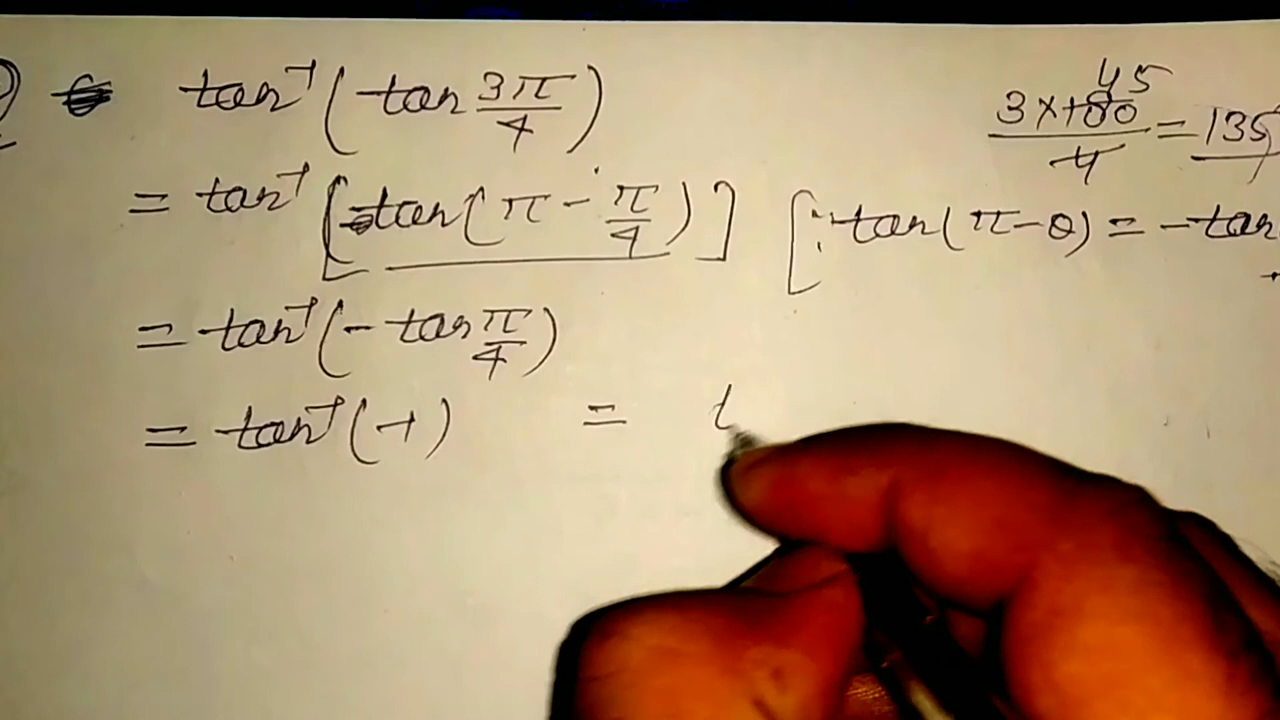 tan⁻¹(tan 3π/4)
3×180/4 = 135
45
= tan⁻¹[tan(π − π/4)] [∵ tan(π−θ) = −tan
= tan⁻¹(−tan π/4)
= tan⁻¹(−1) = t